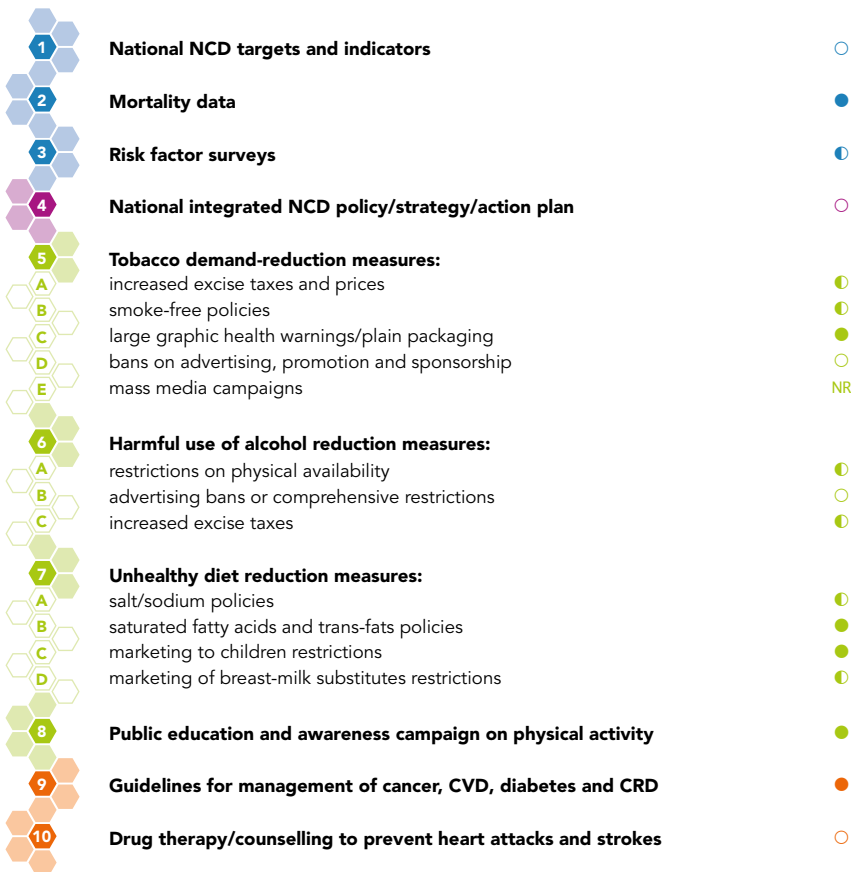 1 National NCD targets and indicators
2 Mortality data
3 Risk factor surveys
4 National integrated NCD policy/strategy/action plan
5 Tobacco demand-reduction measures:
A increased excise taxes and prices
B smoke-free policies
C large graphic health warnings/plain packaging
D bans on advertising, promotion and sponsorship
E mass media campaigns NR
6 Harmful use of alcohol reduction measures:
A restrictions on physical availability
B advertising bans or comprehensive restrictions
C increased excise taxes
7 Unhealthy diet reduction measures:
A salt/sodium policies
B saturated fatty acids and trans-fats policies
C marketing to children restrictions
D marketing of breast-milk substitutes restrictions
8 Public education and awareness campaign on physical activity
9 Guidelines for management of cancer, CVD, diabetes and CRD
10 Drug therapy/counselling to prevent heart attacks and strokes